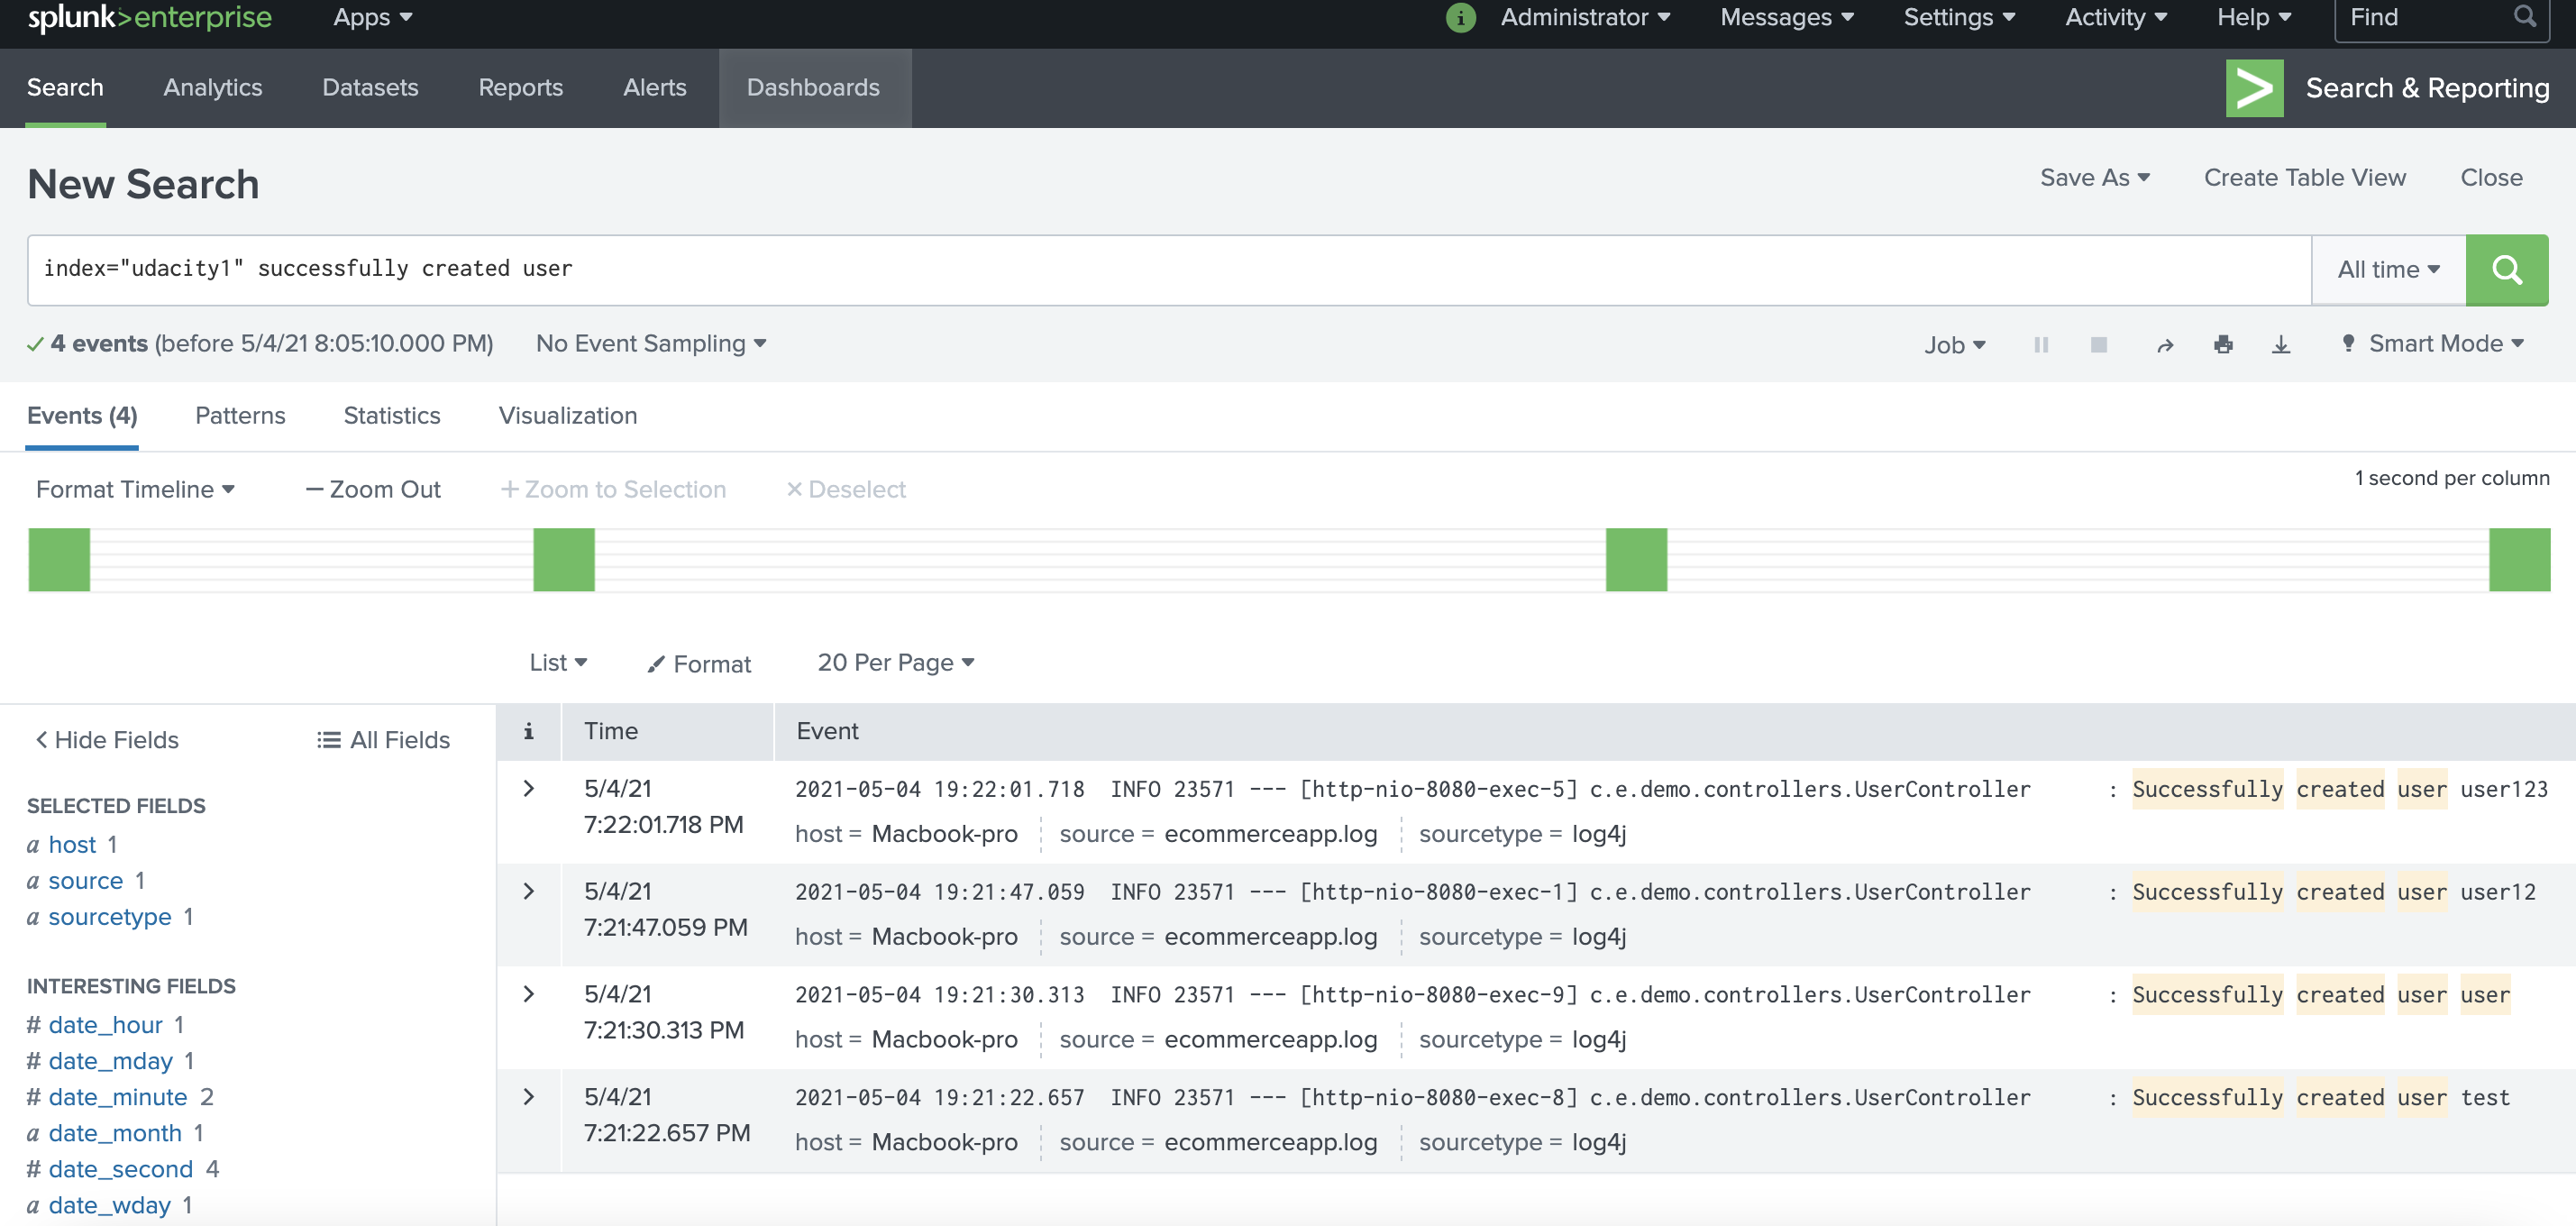 splunk>enterprise Apps Administrator Messages Settings Activity Help Find
Search Analytics Datasets Reports Alerts Dashboards Search & Reporting
New Search Save As Create Table View Close
index="udacity1" successfully created user All time
4 events (before 5/4/21 8:05:10.000 PM) No Event Sampling Job Smart Mode
Events (4) Patterns Statistics Visualization
Format Timeline — Zoom Out + Zoom to Selection × Deselect 1 second per column
List Format 20 Per Page
< Hide Fields All Fields
SELECTED FIELDS
a host 1
a source 1
a sourcetype 1
INTERESTING FIELDS
# date_hour 1
# date_mday 1
# date_minute 2
a date_month 1
# date_second 4
a date_wday 1
i Time Event
> 5/4/21 2021-05-04 19:22:01.718 INFO 23571 --- [http-nio-8080-exec-5] c.e.demo.controllers.UserController : Successfully created user user123
7:22:01.718 PM host = Macbook-pro source = ecommerceapp.log sourcetype = log4j
> 5/4/21 2021-05-04 19:21:47.059 INFO 23571 --- [http-nio-8080-exec-1] c.e.demo.controllers.UserController : Successfully created user user12
7:21:47.059 PM host = Macbook-pro source = ecommerceapp.log sourcetype = log4j
> 5/4/21 2021-05-04 19:21:30.313 INFO 23571 --- [http-nio-8080-exec-9] c.e.demo.controllers.UserController : Successfully created user user
7:21:30.313 PM host = Macbook-pro source = ecommerceapp.log sourcetype = log4j
> 5/4/21 2021-05-04 19:21:22.657 INFO 23571 --- [http-nio-8080-exec-8] c.e.demo.controllers.UserController : Successfully created user test
7:21:22.657 PM host = Macbook-pro source = ecommerceapp.log sourcetype = log4j